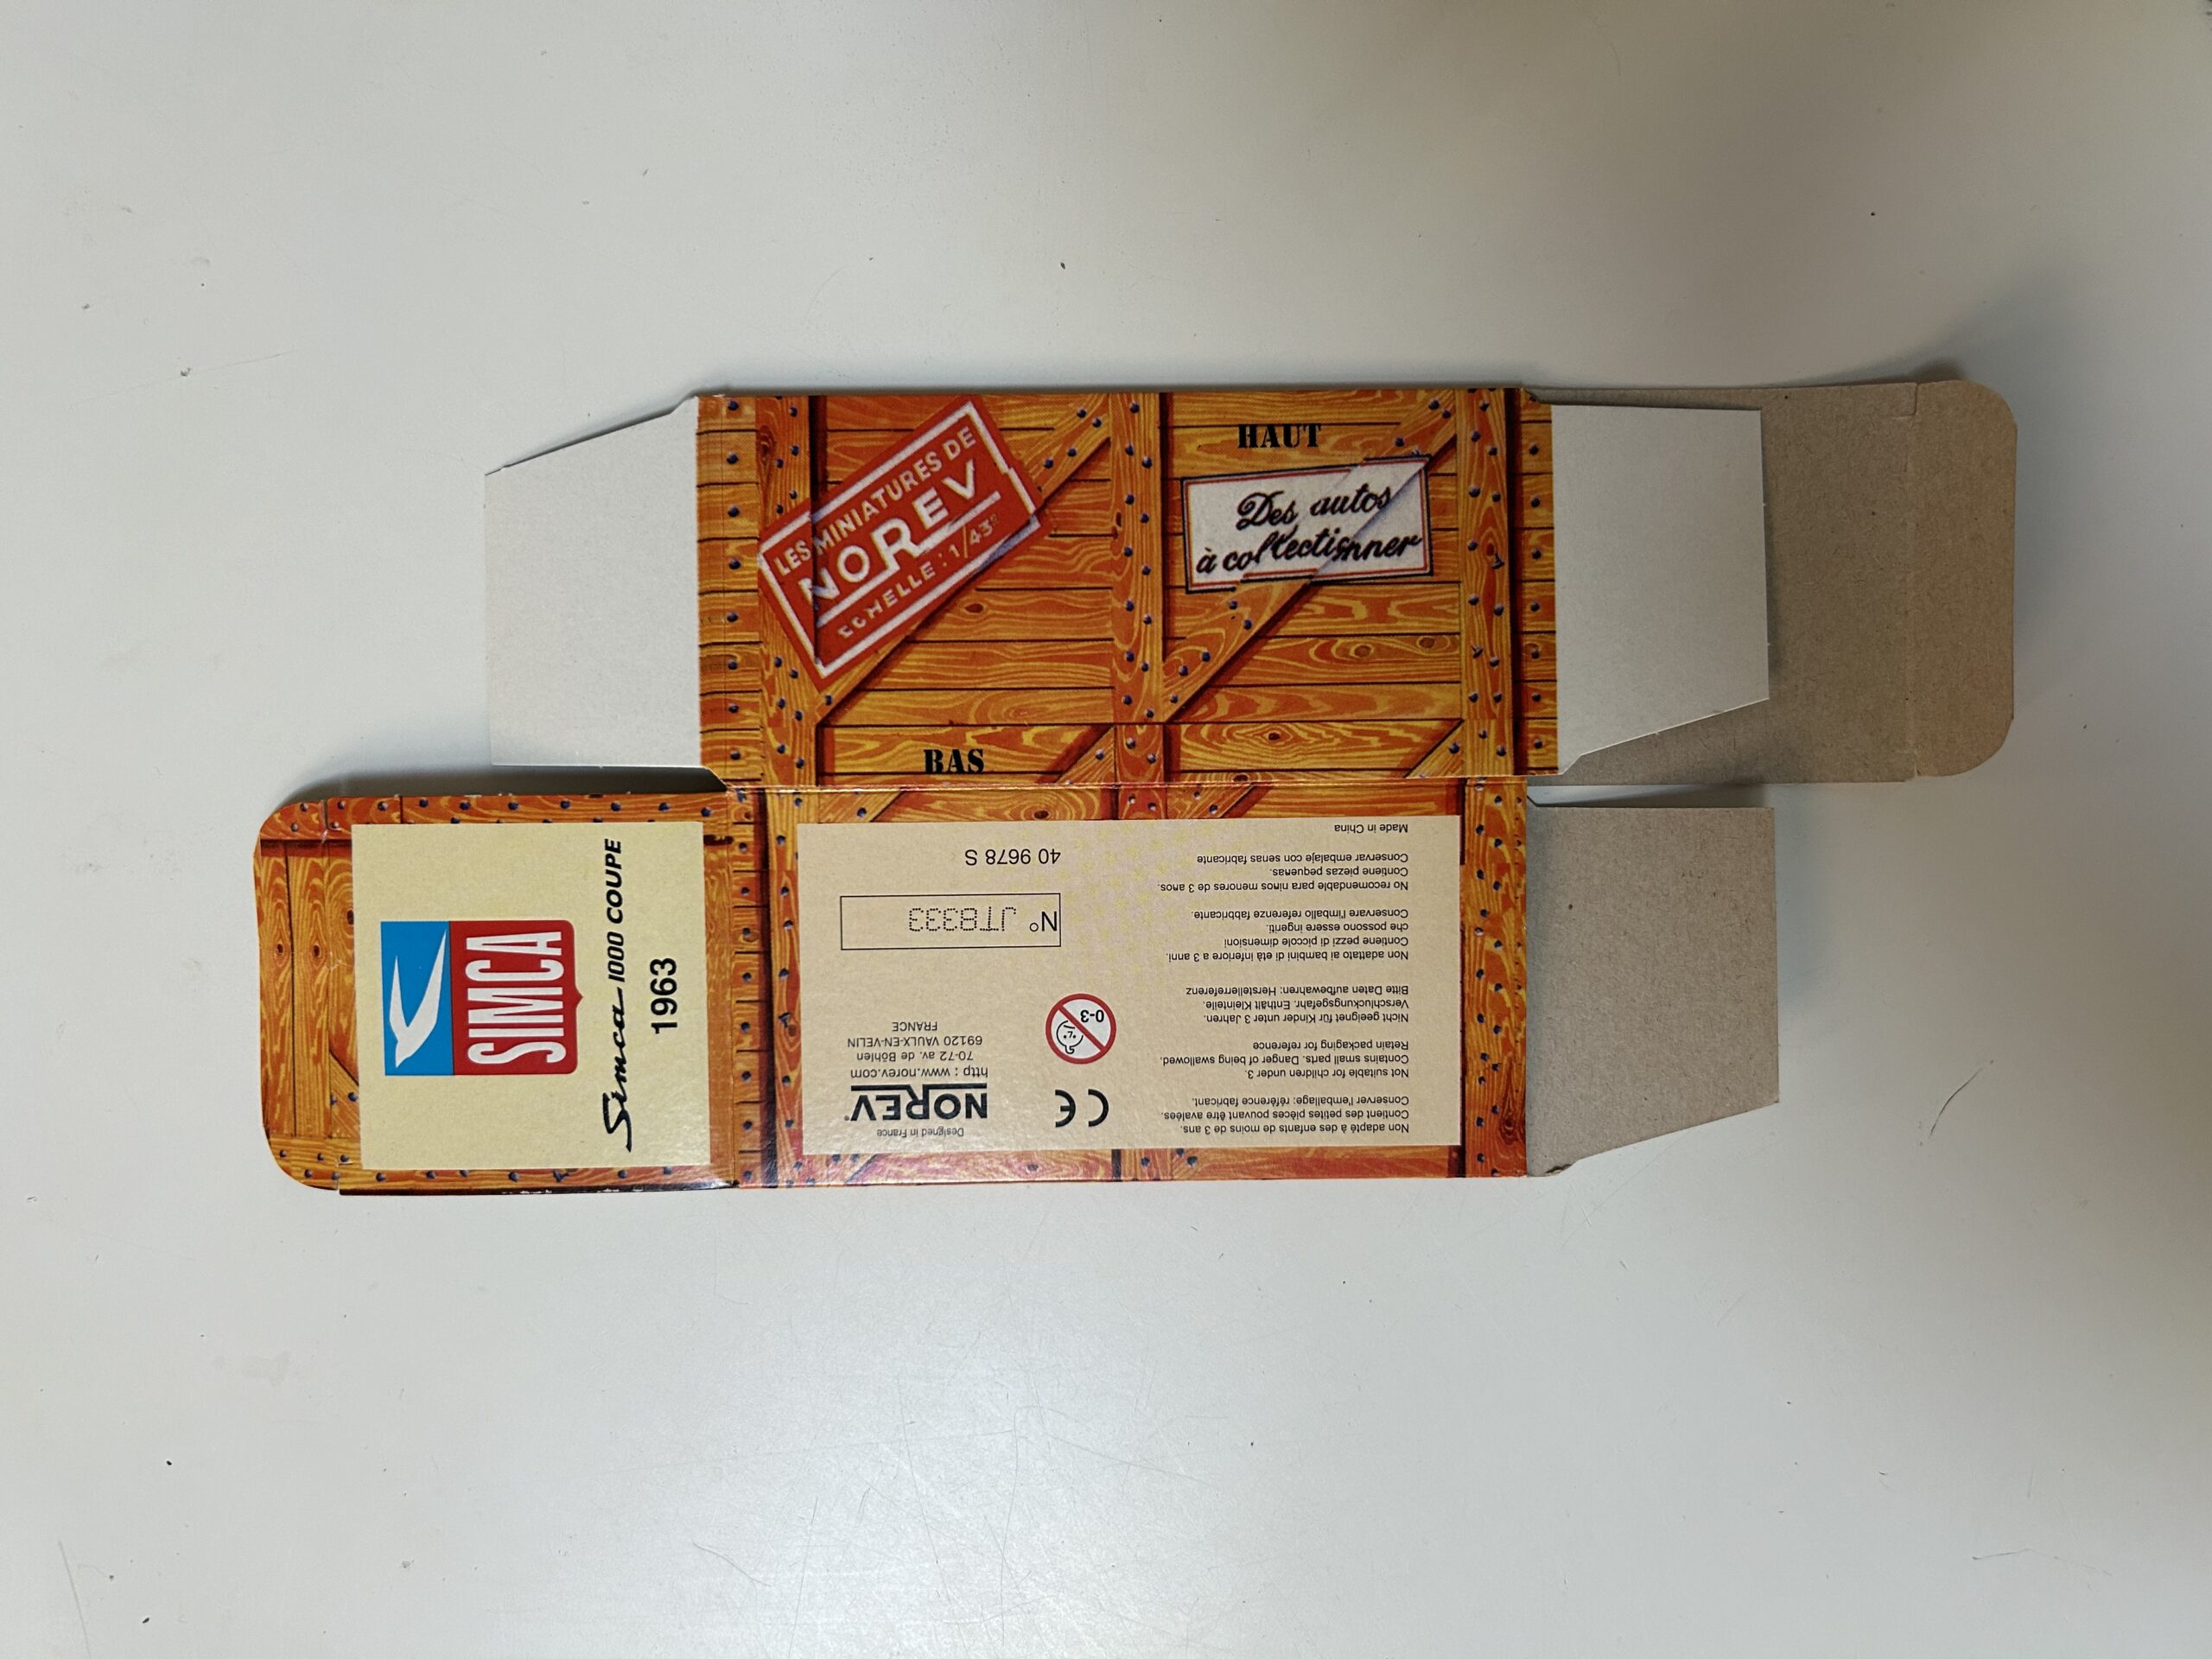 LES MINIATURES DE
NOREV
ECHELLE : 1/43e
HAUT
Des autos
à collectionner
BAS
SIMCA
Simca 1000 COUPE
1963
Designed in France
NOREV
http : www.norev.com
70-72 av. de Böhlen
69120 VAULX-EN-VELIN
FRANCE
N° JT8333
40 9678 S
CE
0-3
Non adapté à des enfants de moins de 3 ans.
Contient des petites pièces pouvant être avalées.
Conserver l'emballage: référence fabricant.
Not suitable for children under 3.
Contains small parts. Danger of being swallowed.
Retain packaging for reference
Nicht geeignet für Kinder unter 3 Jahren.
Verschluckungsgefahr. Enthält Kleinteile.
Bitte Daten aufbewahren: Herstellerreferenz
Non adattato ai bambini di età inferiore a 3 anni.
Contiene pezzi di piccole dimensioni
che possono essere ingeriti.
Conservare l'imballo referenze fabbricante.
No recomendable para niños menores de 3 años.
Contiene piezas pequeñas.
Conservar embalaje con senas fabricante
Made in China